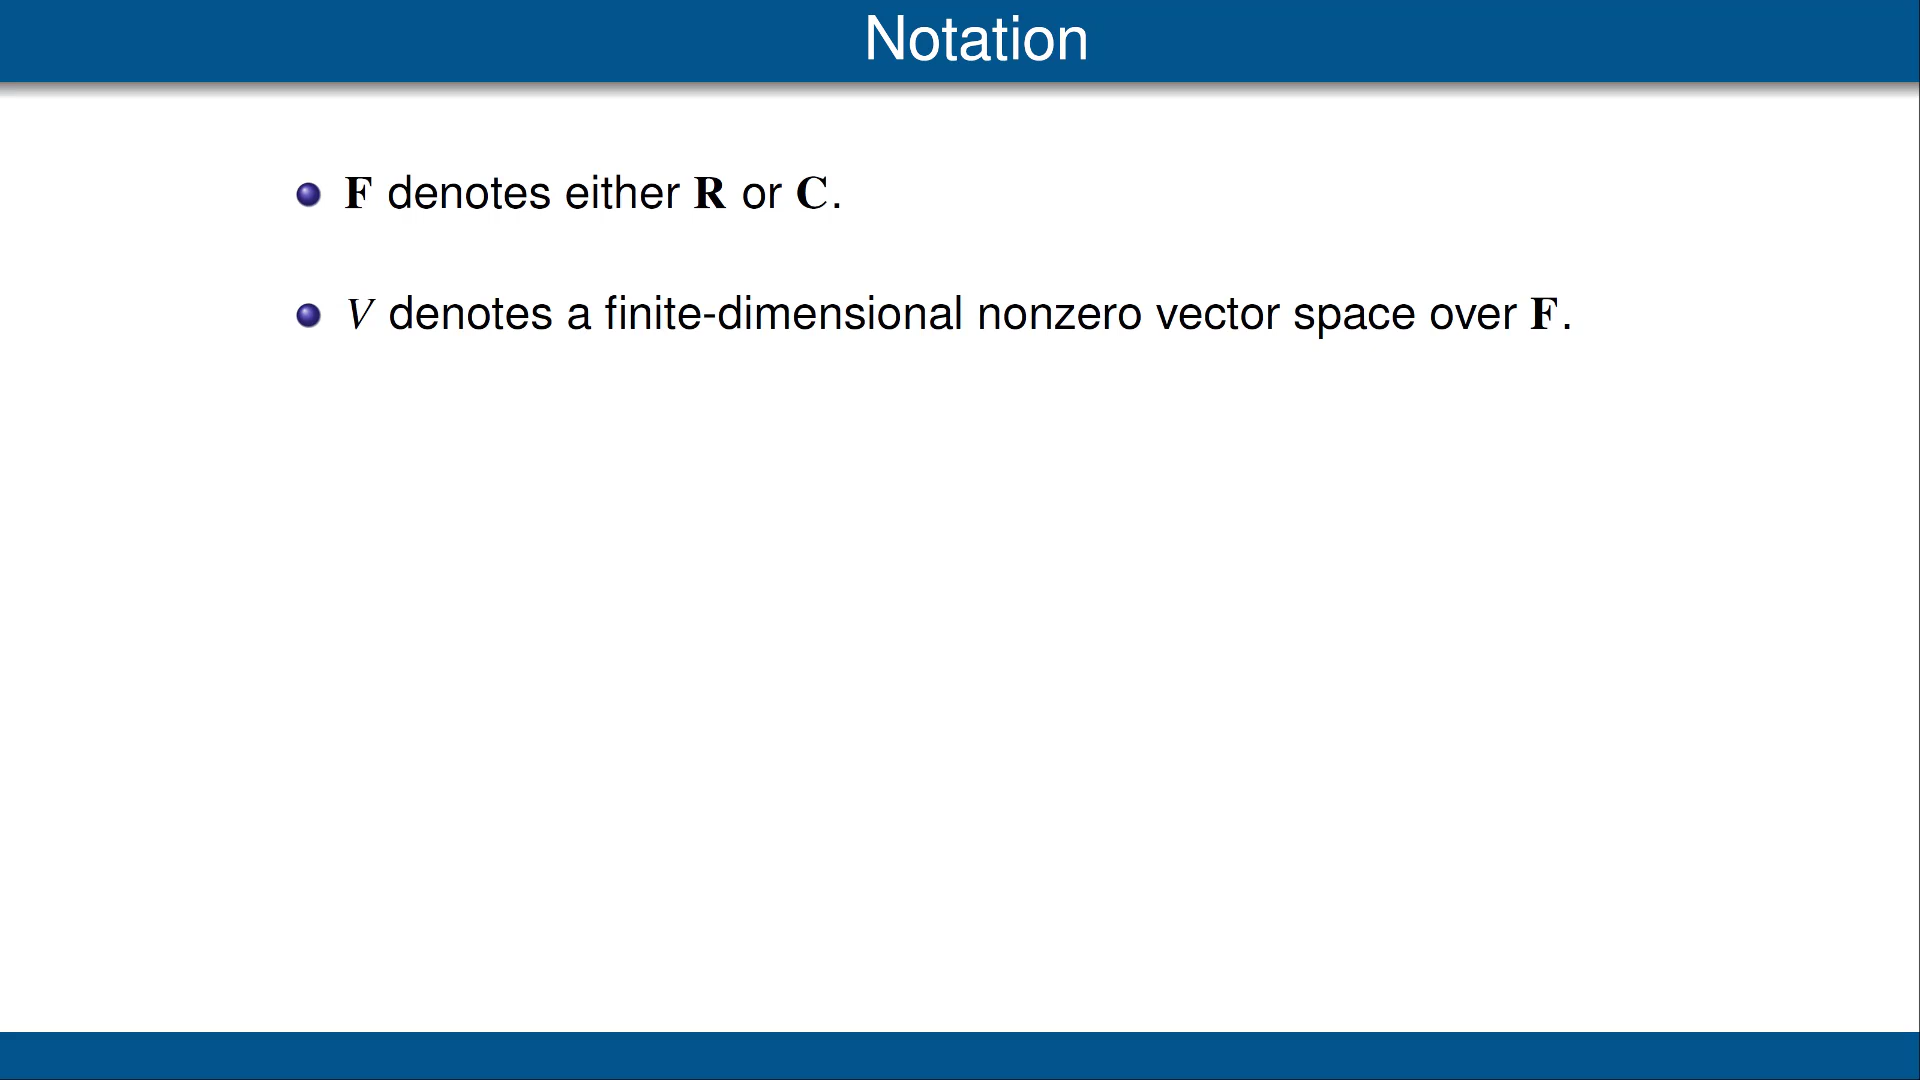 Notation
F denotes either R or C.
V denotes a finite-dimensional nonzero vector space over F.